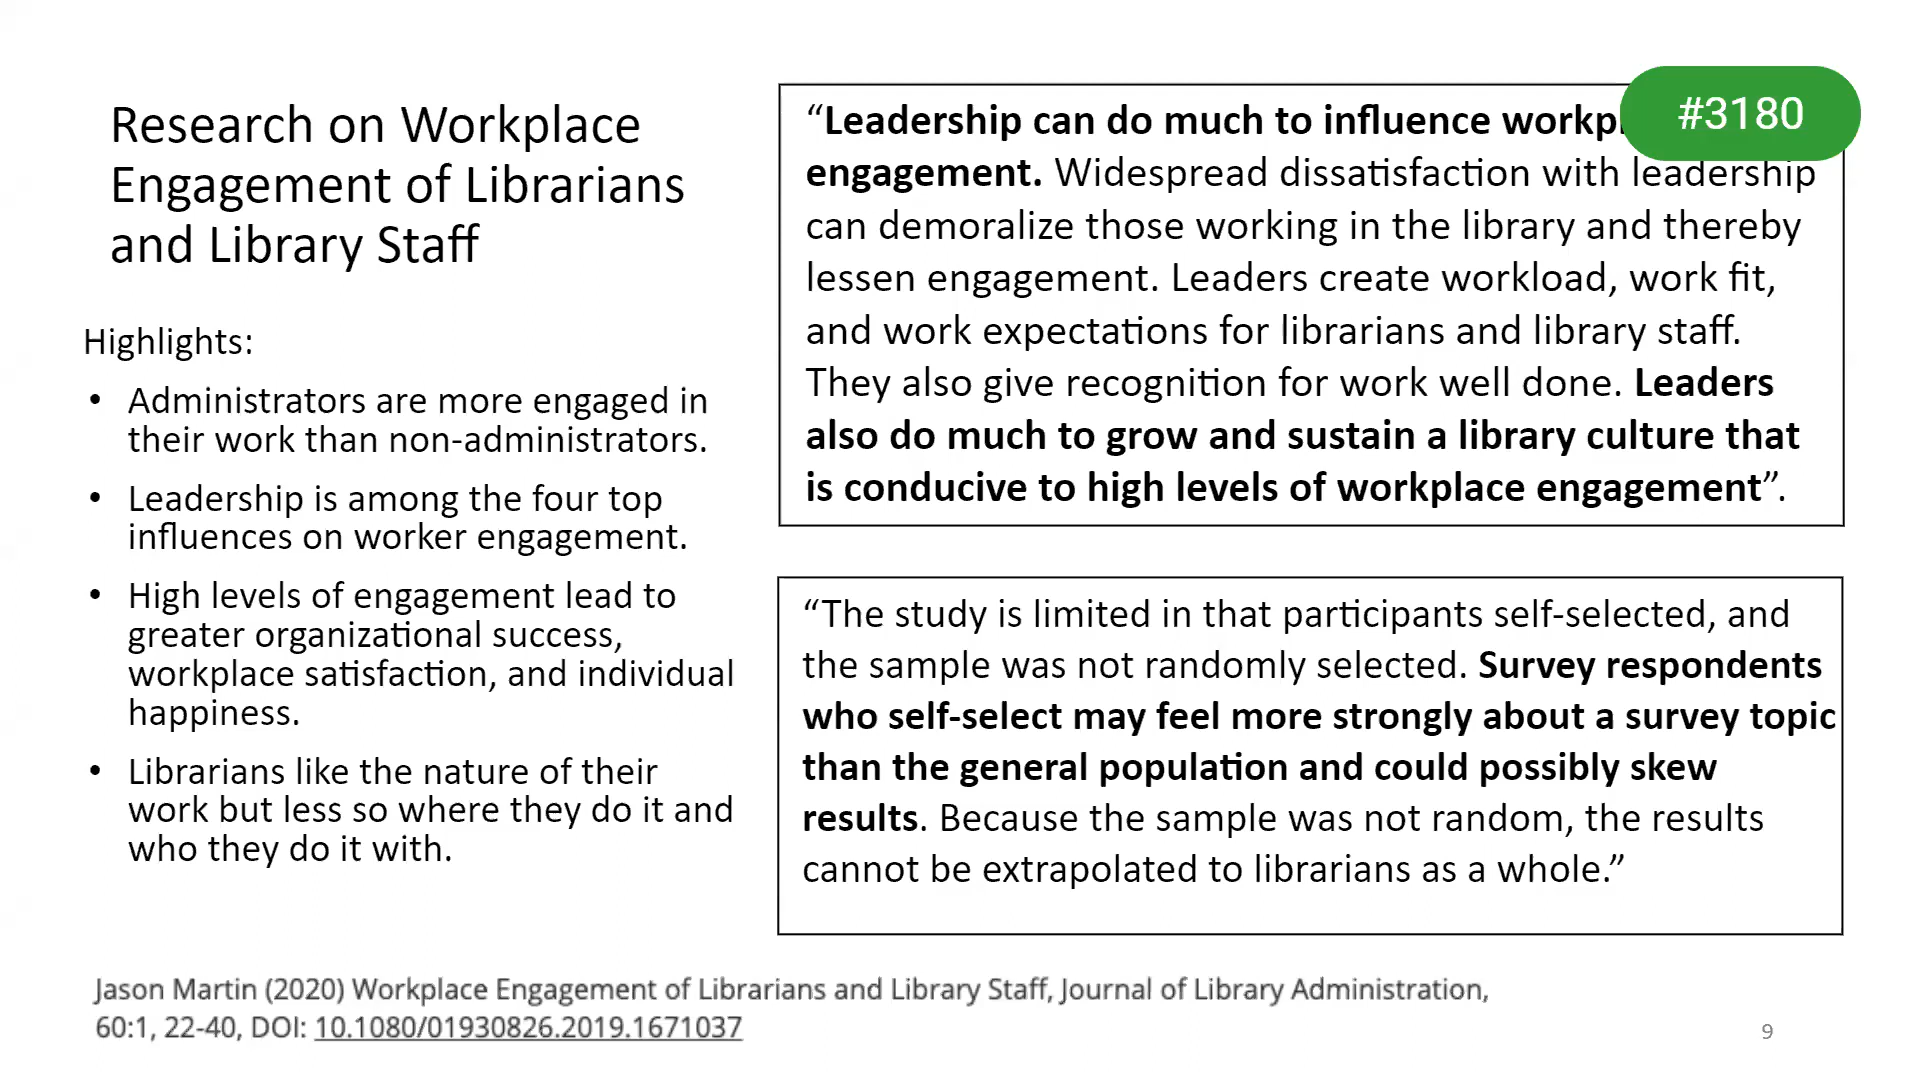 Research on Workplace
Engagement of Librarians
and Library Staff
Highlights:
• Administrators are more engaged in
their work than non-administrators.
• Leadership is among the four top
influences on worker engagement.
• High levels of engagement lead to
greater organizational success,
workplace satisfaction, and individual
happiness.
• Librarians like the nature of their
work but less so where they do it and
who they do it with.
#3180
“Leadership can do much to influence
engagement. Widespread dissatisfaction with leadership
can demoralize those working in the library and thereby
lessen engagement. Leaders create workload, work fit,
and work expectations for librarians and library staff.
They also give recognition for work well done. Leaders
also do much to grow and sustain a library culture that
is conducive to high levels of workplace engagement”.
“The study is limited in that participants self-selected, and
the sample was not randomly selected. Survey respondents
who self-select may feel more strongly about a survey topic
than the general population and could possibly skew
results. Because the sample was not random, the results
cannot be extrapolated to librarians as a whole.”
Jason Martin (2020) Workplace Engagement of Librarians and Library Staff, Journal of Library Administration,
60:1, 22-40, DOI: 10.1080/01930826.2019.1671037
9